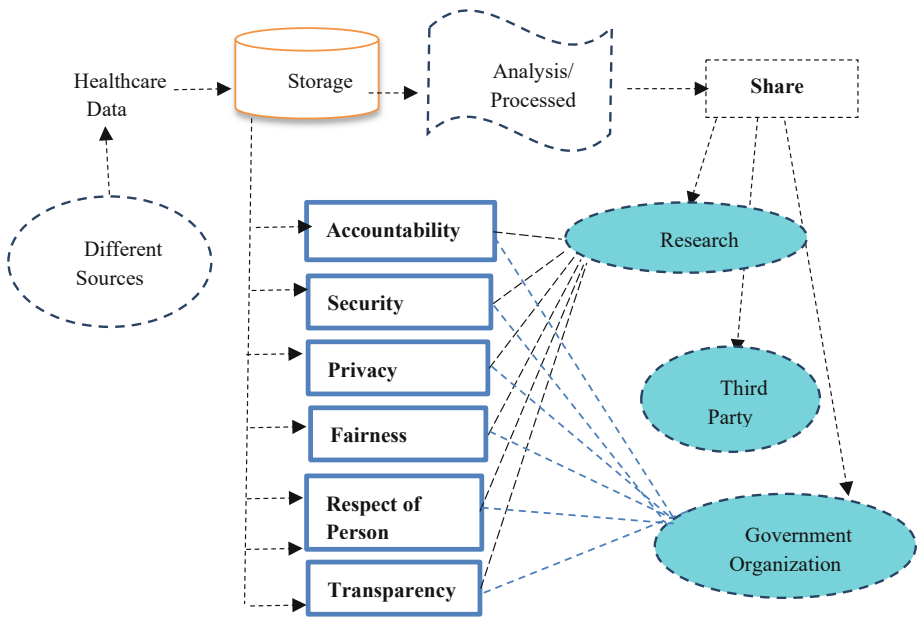 Healthcare
Data
Storage
Analysis/
Processed
Share
Different
Sources
Accountability
Security
Privacy
Fairness
Respect of
Person
Transparency
Research
Third
Party
Government
Organization